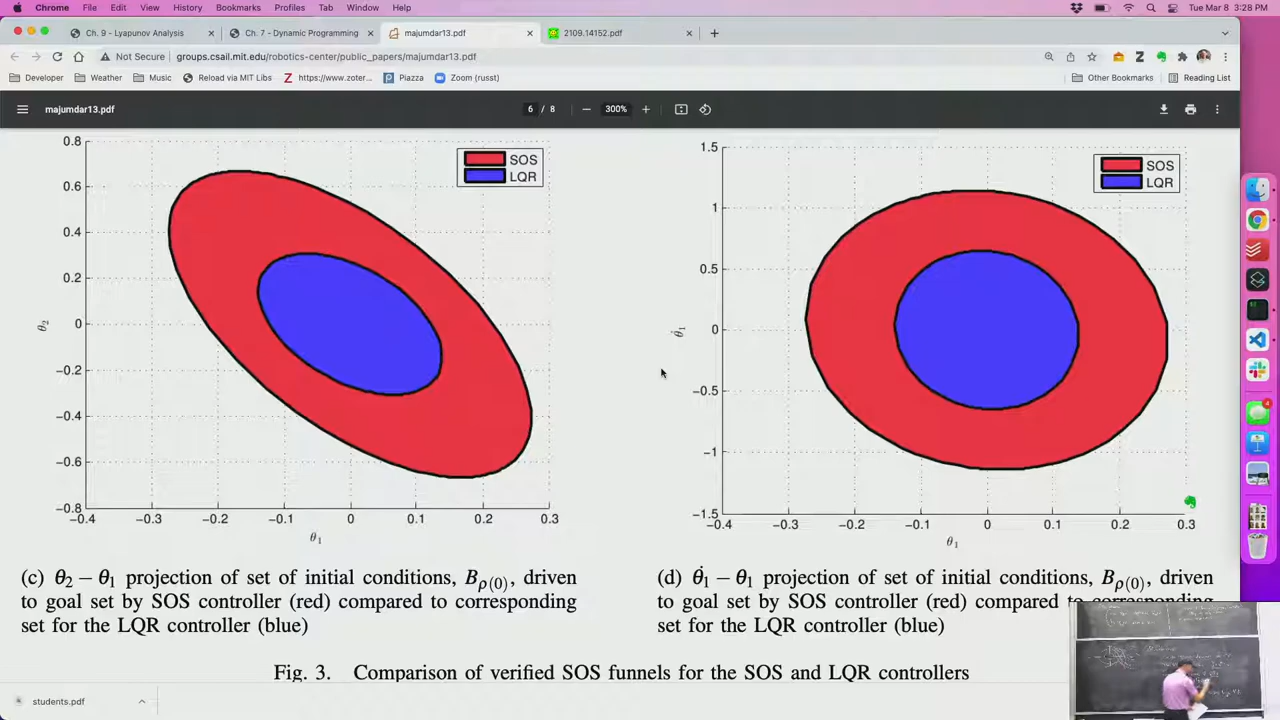 Chrome File Edit View History Bookmarks Profiles Tab Window Help Tue Mar 8 3:28 PM
Ch. 9 - Lyapunov Analysis × Ch. 7 - Dynamic Programming × majumdar13.pdf × 2109.14152.pdf × +
Not Secure groups.csail.mit.edu/robotics-center/public_papers/majumdar13.pdf
Developer Weather Music Reload via MIT Libs https://www.zoter... Piazza Zoom (russt) Other Bookmarks Reading List
majumdar13.pdf 6 / 8 − 300% +
0.8
0.6
0.4
0.2
0
−0.2
−0.4
−0.6
−0.8
θ₂
−0.4 −0.3 −0.2 −0.1 0 0.1 0.2 0.3
θ₁
SOS
LQR
1.5
1
0.5
0
−0.5
−1
−1.5
θ̇₁
−0.4 −0.3 −0.2 −0.1 0 0.1 0.2 0.3
θ₁
SOS
LQR
(c) θ₂ − θ₁ projection of set of initial conditions, B_ρ(0), driven
to goal set by SOS controller (red) compared to corresponding
set for the LQR controller (blue)
(d) θ̇₁ − θ₁ projection of set of initial conditions, B_ρ(0), driven
to goal set by SOS controller (red) compared to corresponding
set for the LQR controller (blue)
Fig. 3. Comparison of verified SOS funnels for the SOS and LQR controllers
students.pdf
4